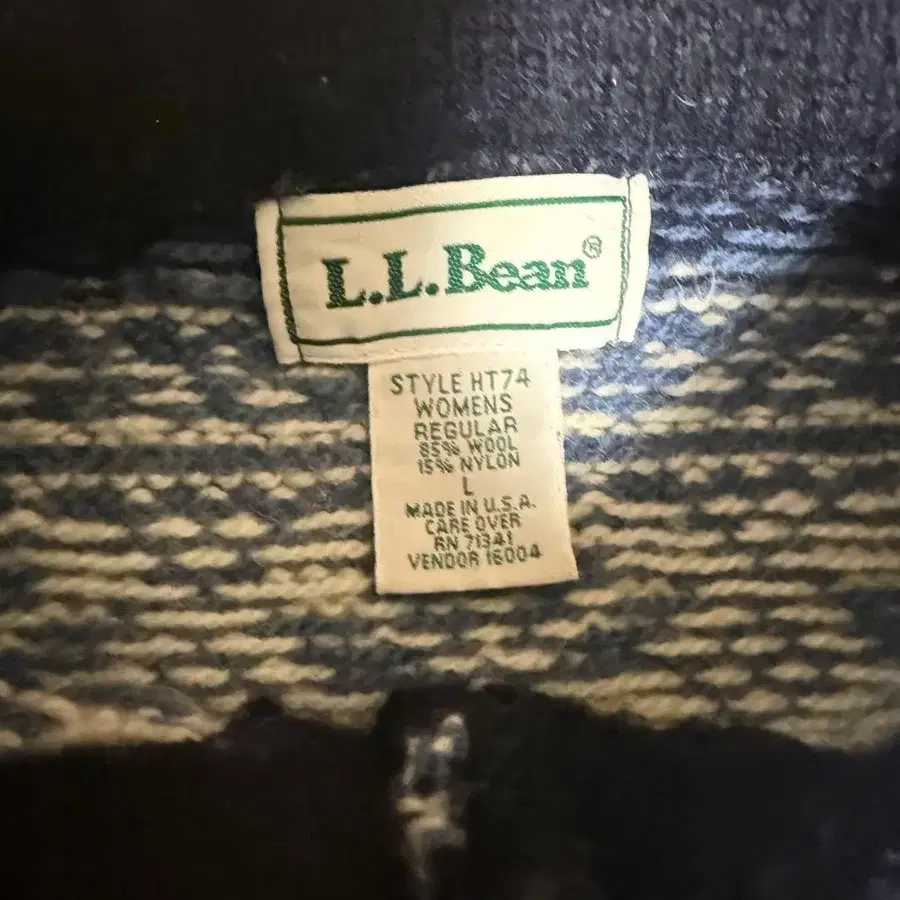 L.L.Bean®
STYLE HT74
WOMENS
REGULAR
85% WOOL
15% NYLON
L
MADE IN U.S.A.
CARE OVER
RN 71341
VENDOR 16004